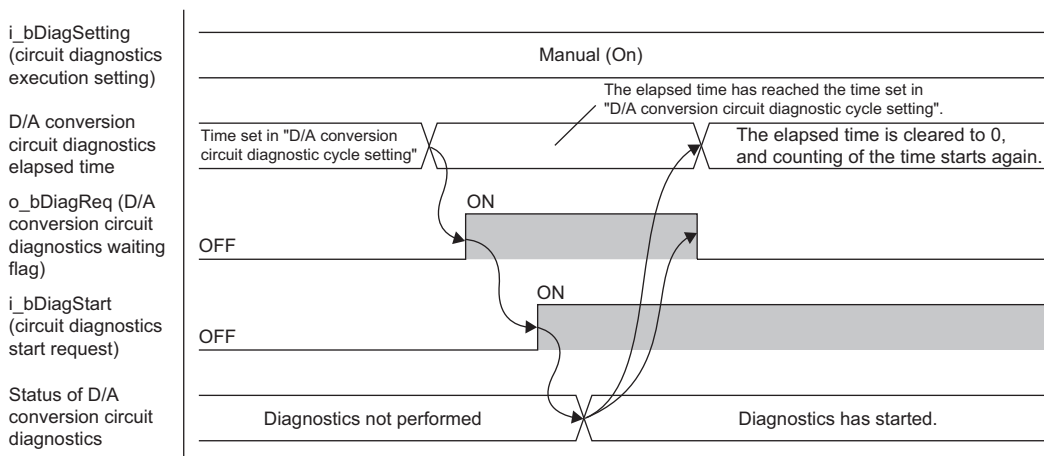 i_bDiagSetting
(circuit diagnostics
execution setting)
Manual (On)
The elapsed time has reached the time set in
"D/A conversion circuit diagnostic cycle setting".
D/A conversion
circuit diagnostics
elapsed time
Time set in "D/A conversion
circuit diagnostic cycle setting"
The elapsed time is cleared to 0,
and counting of the time starts again.
o_bDiagReq (D/A
conversion circuit
diagnostics waiting
flag)
OFF
ON
i_bDiagStart
(circuit diagnostics
start request)
OFF
ON
Status of D/A
conversion circuit
diagnostics
Diagnostics not performed
Diagnostics has started.